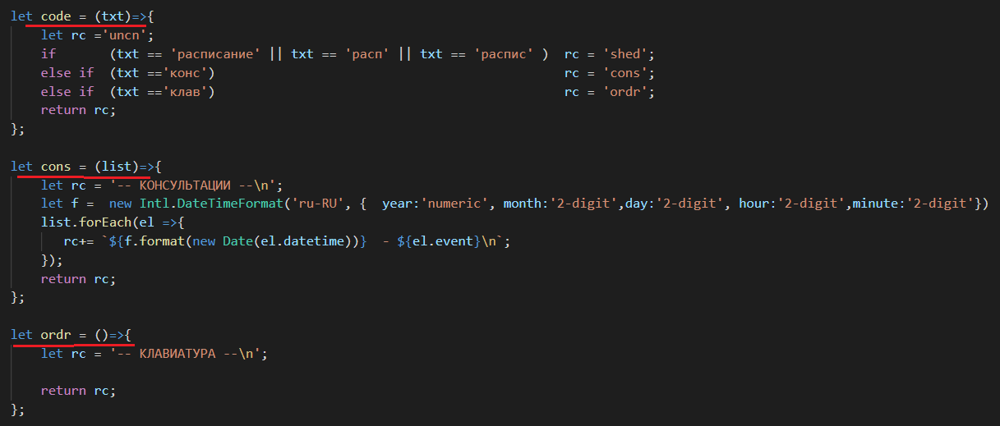 let code = (txt)=>{
    let rc ='uncn';
    if       (txt == 'расписание' || txt == 'расп' || txt == 'распис' )  rc = 'shed';
    else if  (txt =='конс')                                              rc = 'cons';
    else if  (txt =='клав')                                              rc = 'ordr';
    return rc;
};
let cons = (list)=>{
    let rc = '-- КОНСУЛЬТАЦИИ --\n';
    let f =  new Intl.DateTimeFormat('ru-RU', {  year:'numeric', month:'2-digit',day:'2-digit', hour:'2-digit',minute:'2-digit'})
    list.forEach(el =>{
       rc+= `${f.format(new Date(el.datetime))}  - ${el.event}\n`;
    });
    return rc;
};
let ordr = ()=>{
    let rc = '-- КЛАВИАТУРА --\n';
    return rc;
};